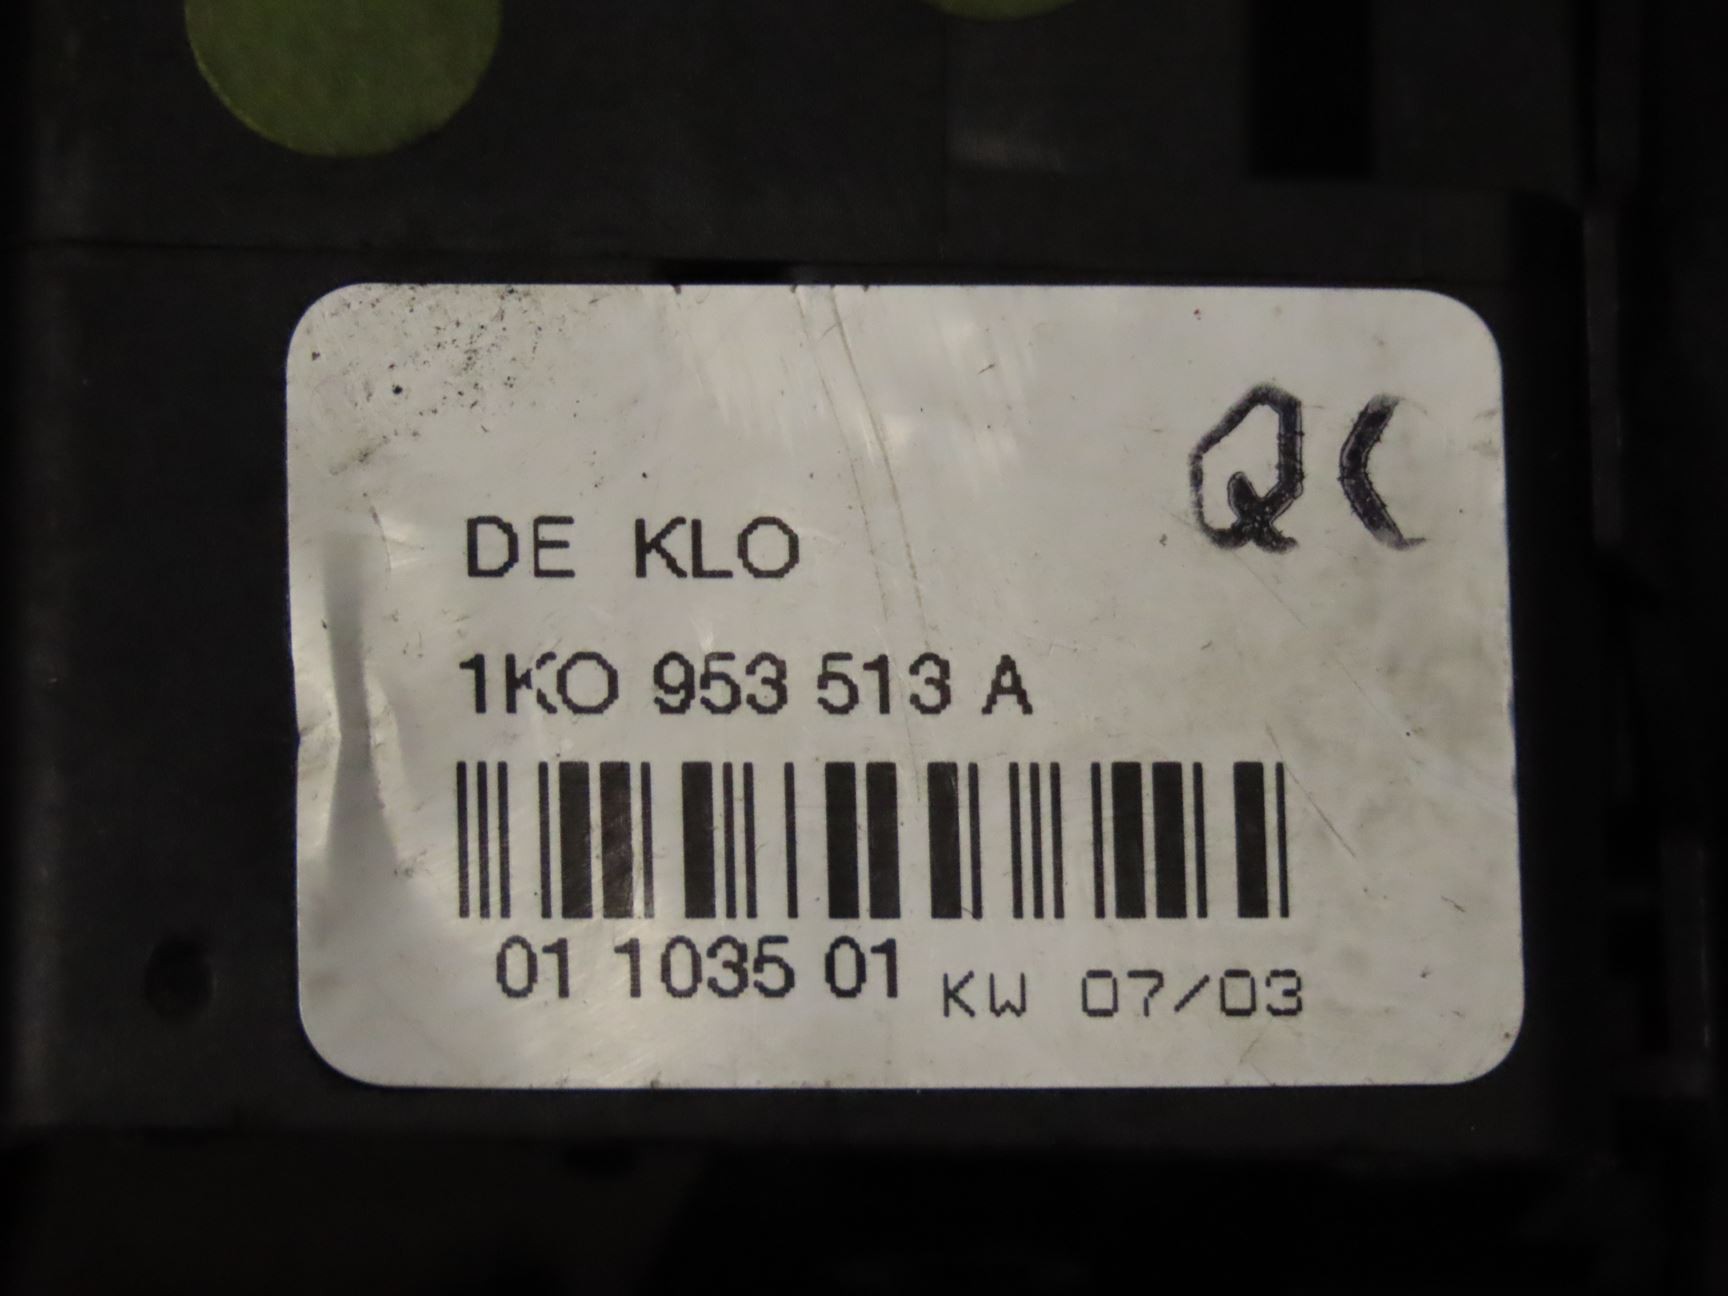 QC
DE KLO
1KO 953 513 A
01 1035 01 KW 07/03